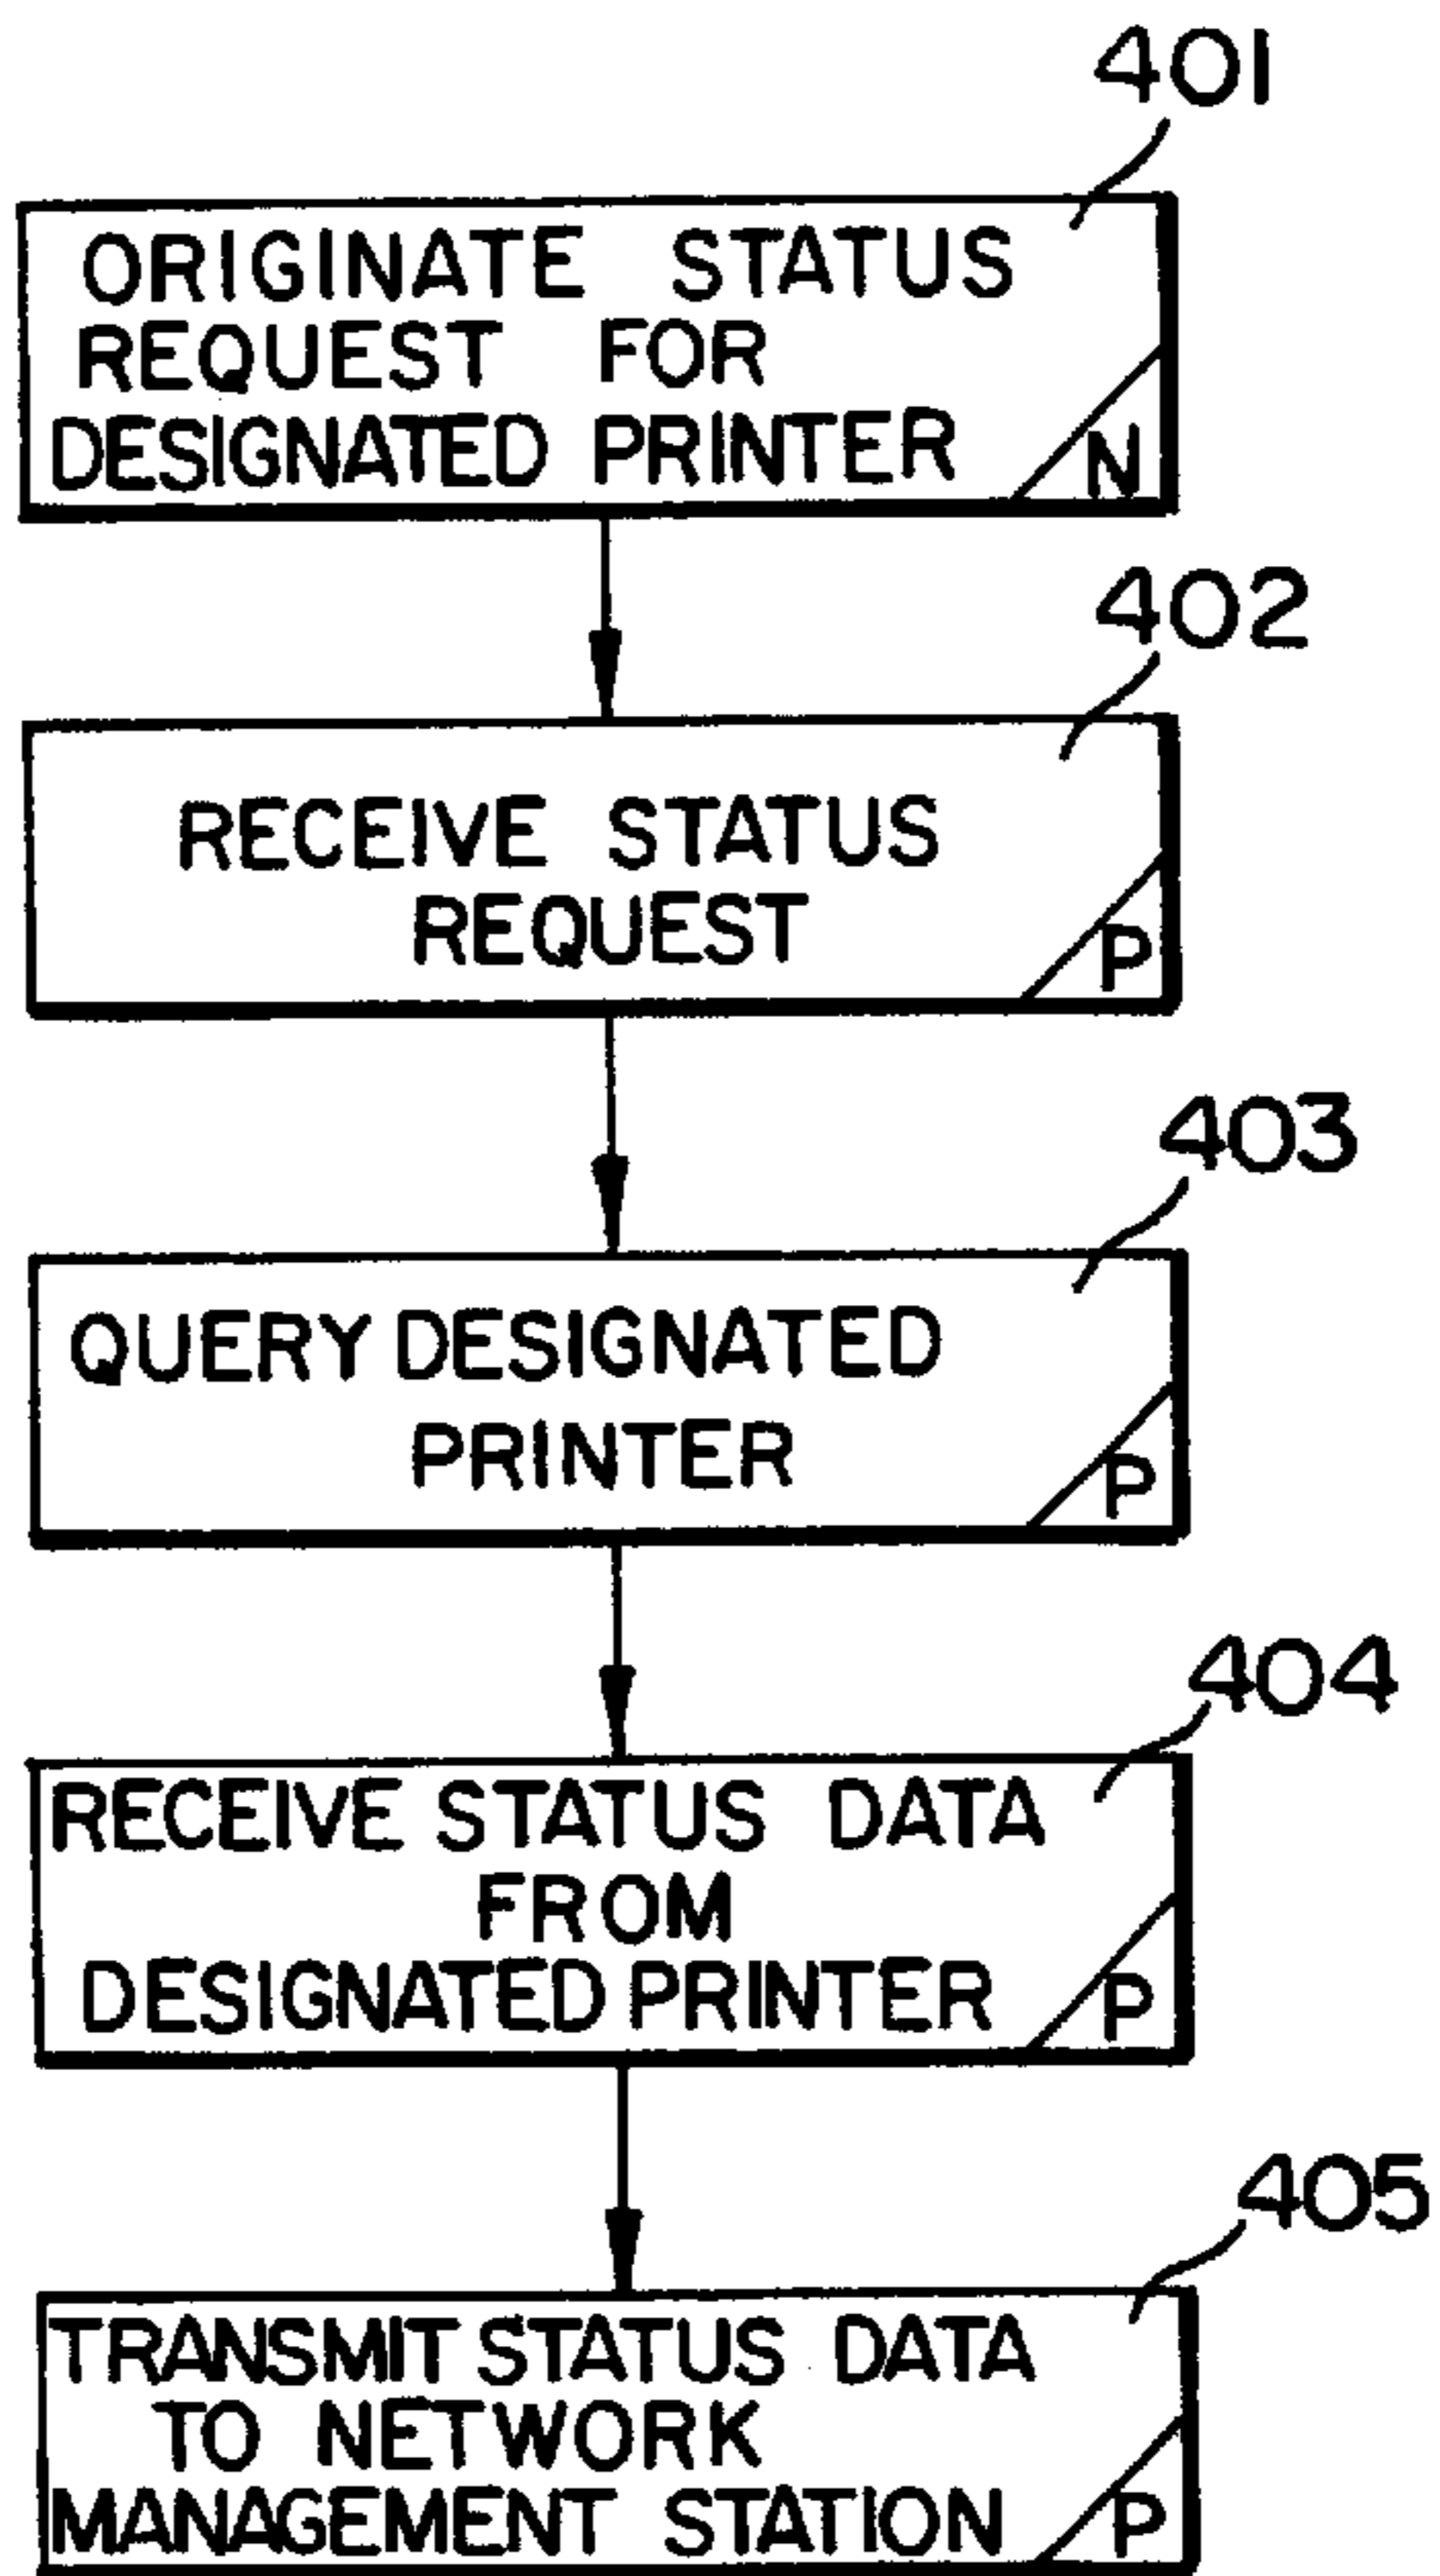 401
ORIGINATE STATUS
REQUEST FOR
DESIGNATED PRINTER
N
402
RECEIVE STATUS
REQUEST
P
403
QUERY DESIGNATED
PRINTER
P
404
RECEIVE STATUS DATA
FROM
DESIGNATED PRINTER
P
405
TRANSMIT STATUS DATA
TO NETWORK
MANAGEMENT STATION
P